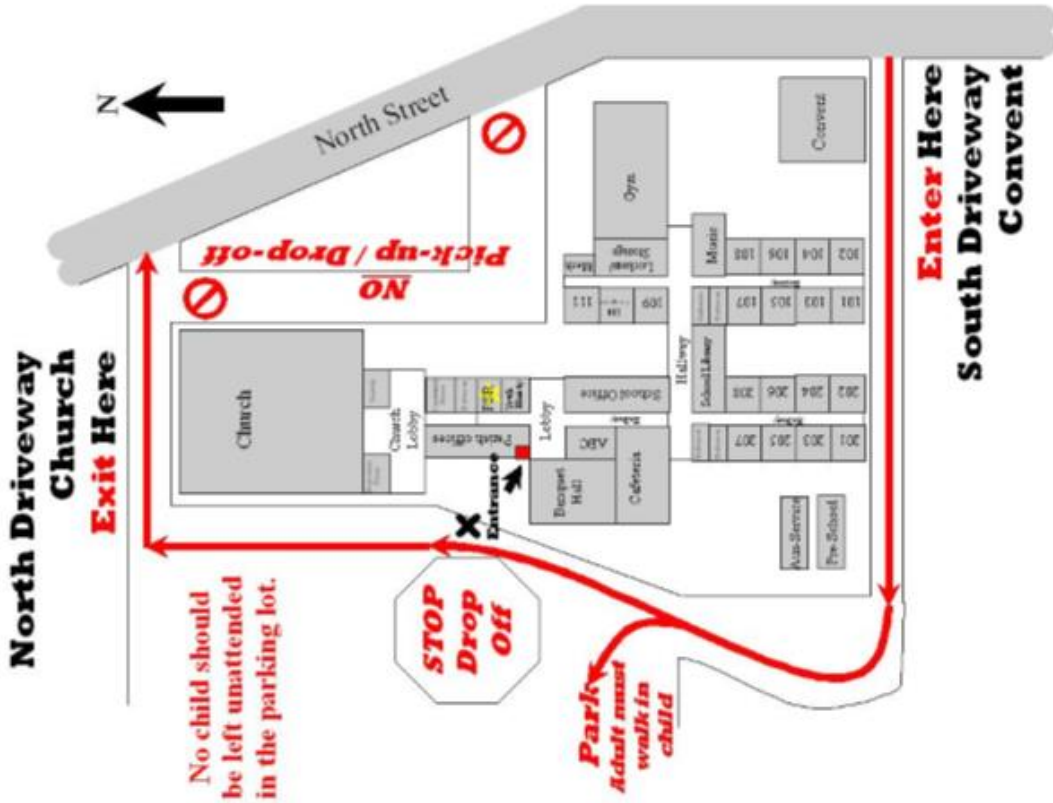 North Driveway
Church
Exit Here
N
North Street
NO
Pick-up / Drop-off
Enter Here
South Driveway
Convent
No child should
be left unattended
in the parking lot.
STOP
Drop
Off
Park
Adult must
walk in
child
Entrance
Church
Church
Lobby
Parish offices
Lobby
ABC
Banquet
Hall
Cafeteria
School Office
Hallway
School Library
Gym
Storage
Music
Convent
Pre-School
111
109
108
106
104
102
107
105
103
101
208
206
204
202
207
205
203
201